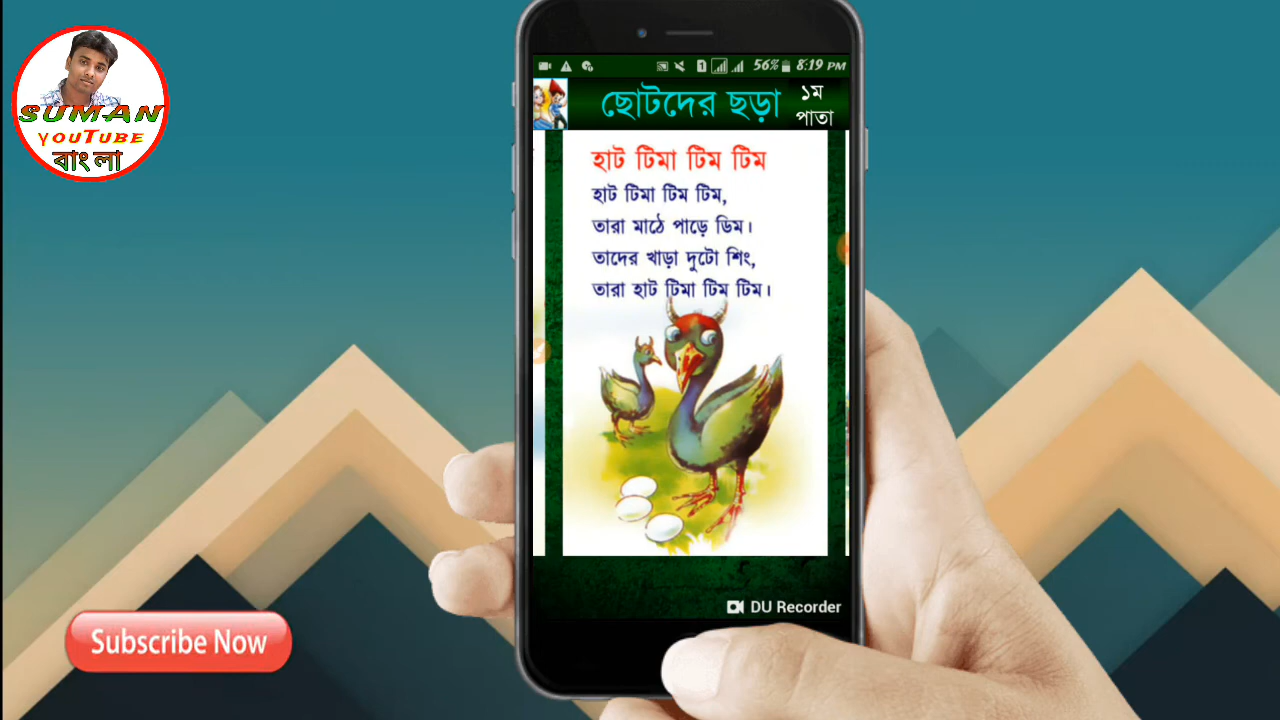 SUMAN
YOUTUBE
বাংলা
56% 8:19 PM
ছোটদের ছড়া
১ম
পাতা
হাট টিমা টিম টিম
হাট টিমা টিম টিম,
তারা মাঠে পাড়ে ডিম।
তাদের খাড়া দুটো শিং,
তারা হাট টিমা টিম টিম।
DU Recorder
Subscribe Now